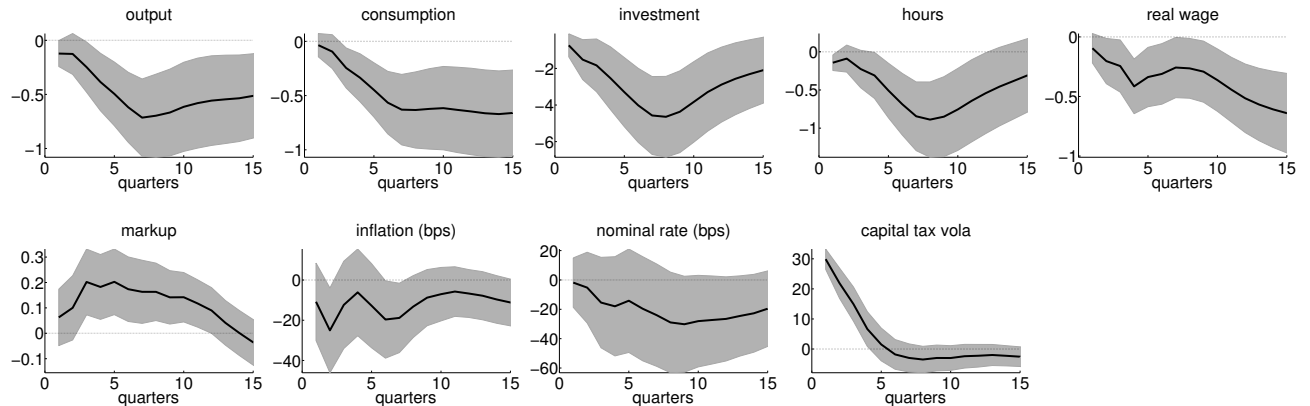 output
0
−0.5
−1
0 5 10 15
quarters
consumption
0
−0.5
−1
0 5 10 15
quarters
investment
−2
−4
−6
0 5 10 15
quarters
hours
0
−0.5
−1
0 5 10 15
quarters
real wage
0
−0.5
−1
0 5 10 15
quarters
markup
0.3
0.2
0.1
0
−0.1
0 5 10 15
inflation (bps)
0
−20
−40
0 5 10 15
nominal rate (bps)
20
0
−20
−40
−60
0 5 10 15
capital tax vola
30
20
10
0
0 5 10 15